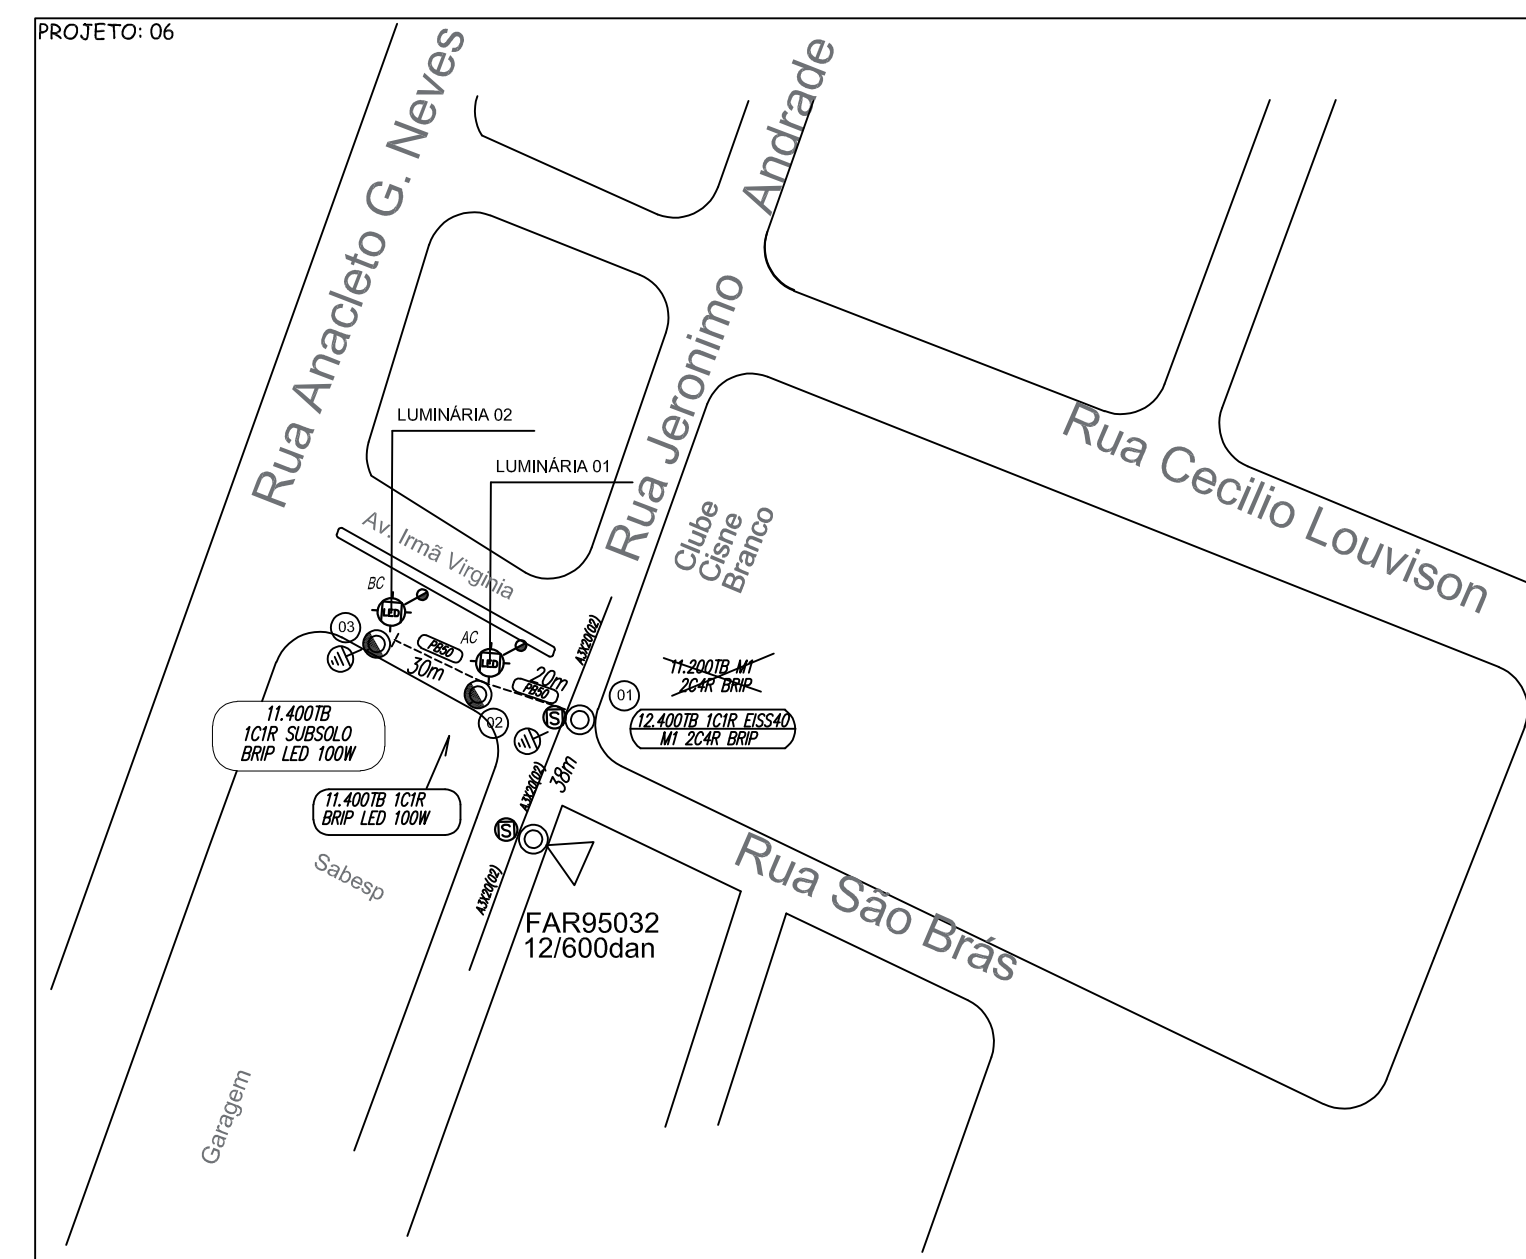 PROJETO: 06
Rua Anacleto G. Neves
Rua Jeronimo Andrade
LUMINÁRIA 02
LUMINÁRIA 01
Rua Cecilio Louvison
Clube
Cisne
Branco
Av. Irmã Virginia
BC
LED
03
PB50
30m
AC
LED
20m
PB50
A3X20(02)
11.200TB M1
2C4R BRIP
01
12.400TB 1C1R EISS40
M1 2C4R BRIP
S
02
11.400TB
1C1R SUBSOLO
BRIP LED 100W
38m
A3X20(02)
11.400TB 1C1R
BRIP LED 100W
S
Sabesp
A3X20(02)
FAR95032
12/600dan
Rua São Brás
Garagem